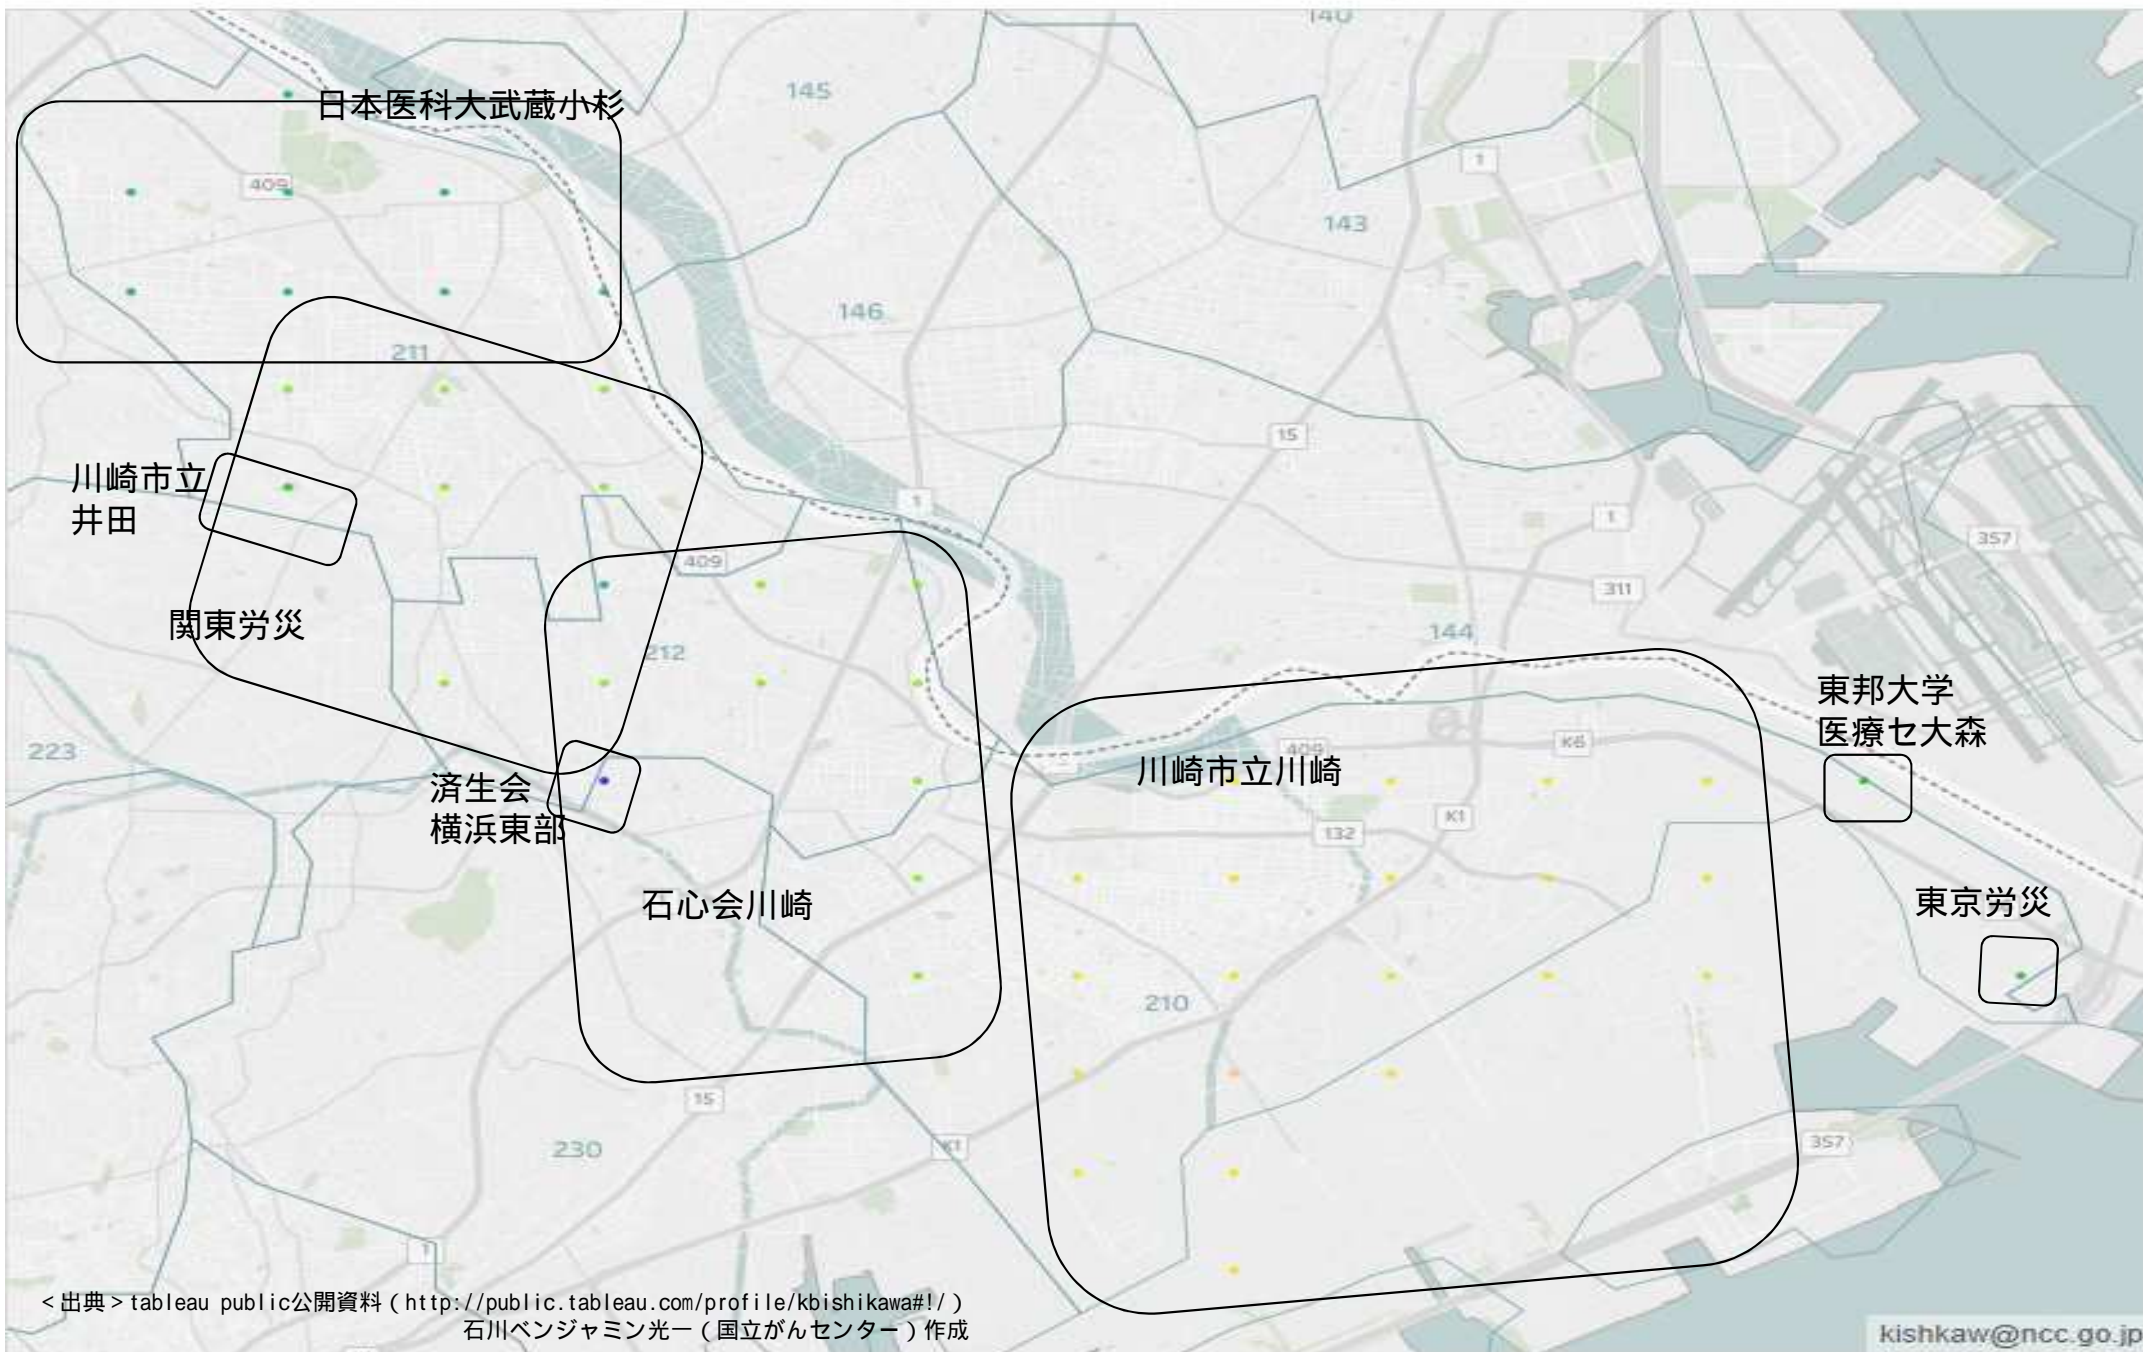 140
日本医科大武蔵小杉
145
1
409
143
146
211
15
川崎市立
井田
1
1
357
409
311
関東労災
212
144
東邦大学
医療セ大森
223
409
K6
川崎市立川崎
済生会
横浜東部
132
K1
石心会川崎
東京労災
210
15
230
K1
357
1
<出典>tableau public公開資料(http://public.tableau.com/profile/kbishikawa#!/)
石川ベンジャミン光一(国立がんセンター)作成
kishkaw@ncc.go.jp